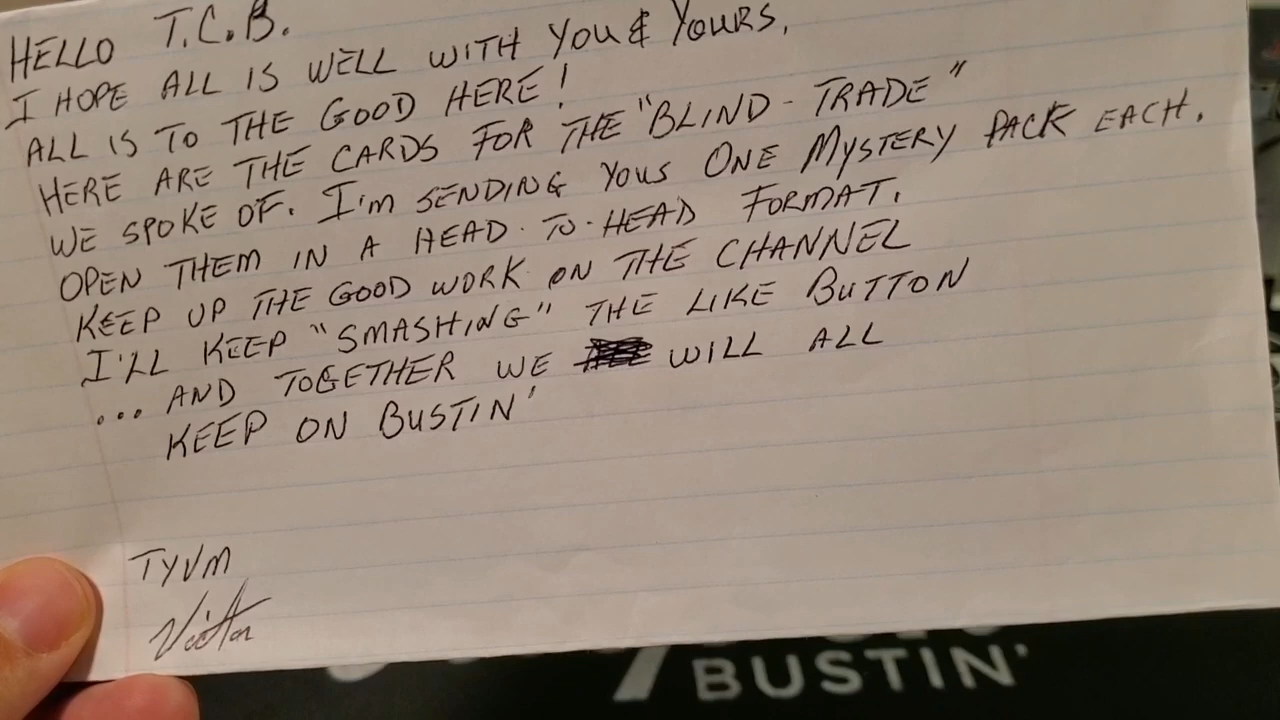 HELLO T.C.B.
I HOPE ALL IS WELL WITH YOU & YOURS.
ALL IS TO THE GOOD HERE!
HERE ARE THE CARDS FOR THE "BLIND - TRADE"
WE SPOKE OF. I'm SENDING YOUS ONE MYSTERY PACK EACH.
OPEN THEM IN A HEAD-TO-HEAD FORMAT.
KEEP UP THE GOOD WORK ON THE CHANNEL
I'LL KEEP "SMASHING" THE LIKE BUTTON
... AND TOGETHER WE WILL ALL
KEEP ON BUSTIN'
TYVM
BUSTIN'